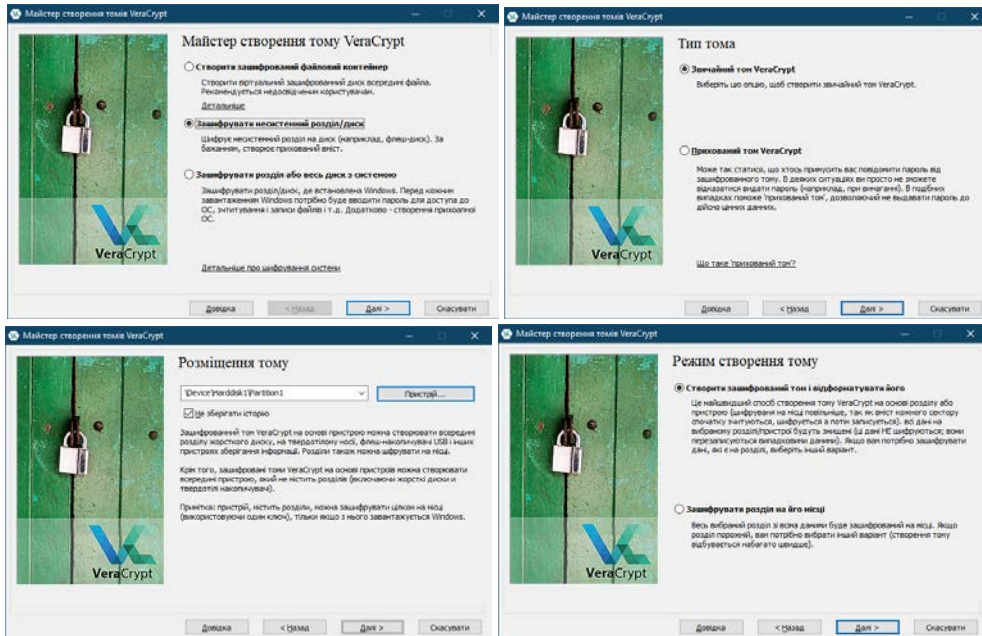 Майстер створення томів VeraCrypt
Майстер створення тому VeraCrypt
Створити зашифрований файловий контейнер
Створити віртуальний зашифрованний диск всередині файла.
Рекомендується недосвідченим користувачам.
Детальніше
Зашифрувати несистемний розділ/диск
Шифрує несистемний розділ на диск (наприклад, флеш-диск). За
бажанням, створює прихований вміст.
Зашифрувати розділ або весь диск з системою
Зашифрувати розділ/диск, де встановлена Windows. Перед кожним
завантаженням Windows потрібно буде вводити пароль для доступа до
ОС, зчитування і записи файлів і т.д. Додатково - створення прихованої
ОС.
Детальніше про шифрування системи
VeraCrypt
Довідка
< Назад
Далі >
Скасувати
Майстер створення томів VeraCrypt
Тип тома
Звичайний том VeraCrypt
Виберіть цю опцію, щоб створити звичайний том VeraCrypt.
Прихований том VeraCrypt
Може так статися, що хтось примусить вас повідомити пароль від
зашифрованного тому. В деяких ситуаціях ви просто не зможете
відказатися видати пароль (наприклад, при вимаганні). В подібних
випадках поможе 'прихований том', дозволяючий не выдавати пароль до
дійсно цінних данних.
Що таке 'прихований том'?
VeraCrypt
Довідка
< Назад
Далі >
Скасувати
Майстер створення томів VeraCrypt
Розміщення тому
\Device\Harddisk1\Partition1
Пристрій...
Не зберігати історію
Зашифрованний том VeraCrypt на основі пристрою можна створювати всередині
розділу жорсткого диску, на твердотілому носії, флеш-накопичувачі USB і інших
пристроях зберігання інформації. Розділи також можна шифрувати на місці.
Крім того, зашифровані томи VeraCrypt на основі пристроїв можна створювати
всередині пристрою, який не містить розділів (включаючи жорсткі диски и
твердотілі накопичувачі).
Примітка: пристрій, містить розділи, можна зашифрувати цілком на місці
(використовуючи один ключ), тільки якщо з нього завантажується Windows.
VeraCrypt
Довідка
< Назад
Далі >
Скасувати
Майстер створення томів VeraCrypt
Режим створення тому
Створити зашифрований том і відформатувати його
Це найшвидший спосіб створення тому VeraCrypt на основі розділу або
пристрою (шифруваня на місці повільніше, так як вміст кожного сектору
спочатку зчитуються, шифрується а потім записується). всі дані на
вибраному розділі/пристрої будуть знищені (ці дані НЕ шифруються; вони
перезаписуються випадковими даними). Якщо вам потрібно зашифрувати
дані, які є на розділі, виберіть інший варіант.
Зашифрувати розділ на його місці
Весь вибраний розділ зі всіма даними буде зашифрований на місці. Якщо
розділ порожній, вам потрібно вибрати інший варіант (створення тому
відбувається набагато швидше).
VeraCrypt
Довідка
< Назад
Далі >
Скасувати